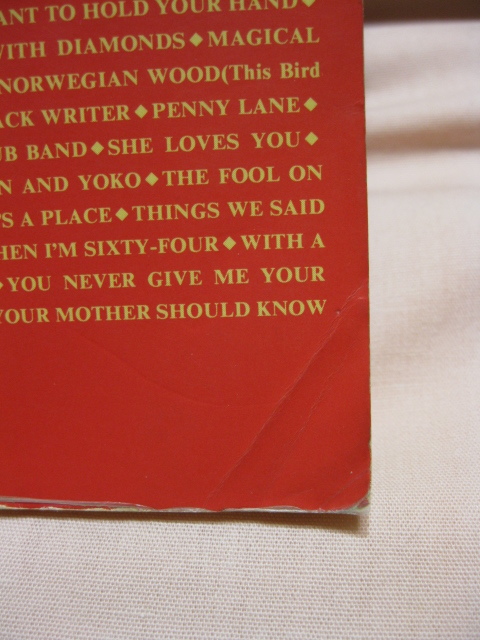 ANT TO HOLD YOUR HAND◆
WITH DIAMONDS◆MAGICAL
NORWEGIAN WOOD(This Bird
ACK WRITER◆PENNY LANE◆
UB BAND◆SHE LOVES YOU◆
N AND YOKO◆THE FOOL ON
'S A PLACE◆THINGS WE SAID
HEN I'M SIXTY-FOUR◆WITH A
◆YOU NEVER GIVE ME YOUR
YOUR MOTHER SHOULD KNOW